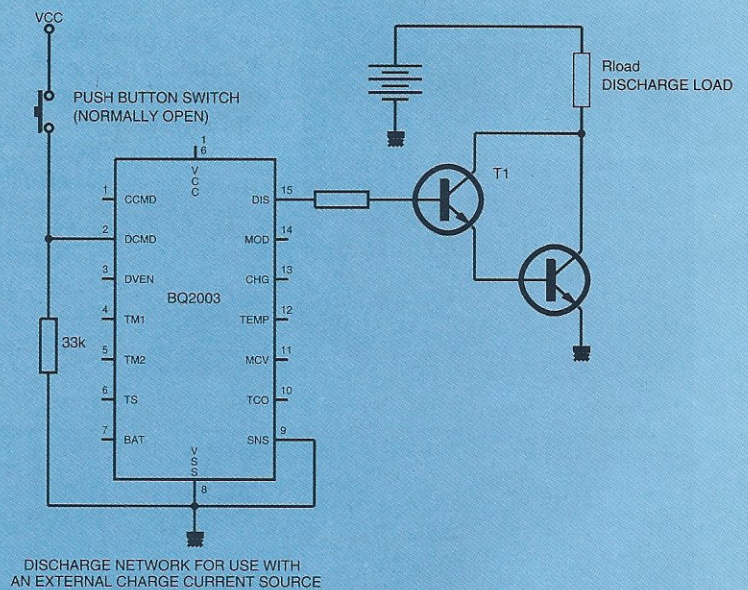 VCC
PUSH BUTTON SWITCH
(NORMALLY OPEN)
Rload
DISCHARGE LOAD
T1
1
6
VCC
1 CCMD
2 DCMD
3 DVEN
4 TM1
5 TM2
6 TS
7 BAT
BQ2003
DIS 15
MOD 14
CHG 13
TEMP 12
MCV 11
TCO 10
SNS 9
VSS
8
33k
DISCHARGE NETWORK FOR USE WITH
AN EXTERNAL CHARGE CURRENT SOURCE